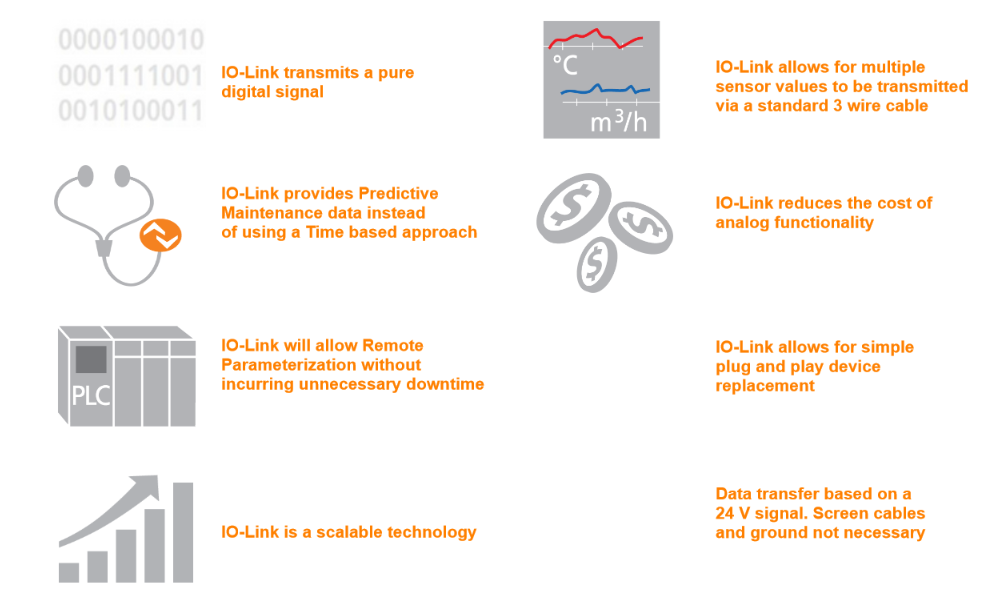 0000100010
0001111001
0010100011
IO-Link transmits a pure
digital signal
°C
m³/h
IO-Link allows for multiple
sensor values to be transmitted
via a standard 3 wire cable
IO-Link provides Predictive
Maintenance data instead
of using a Time based approach
$
$
$
IO-Link reduces the cost of
analog functionality
PLC
IO-Link will allow Remote
Parameterization without
incurring unnecessary downtime
IO-Link allows for simple
plug and play device
replacement
IO-Link is a scalable technology
Data transfer based on a
24 V signal. Screen cables
and ground not necessary